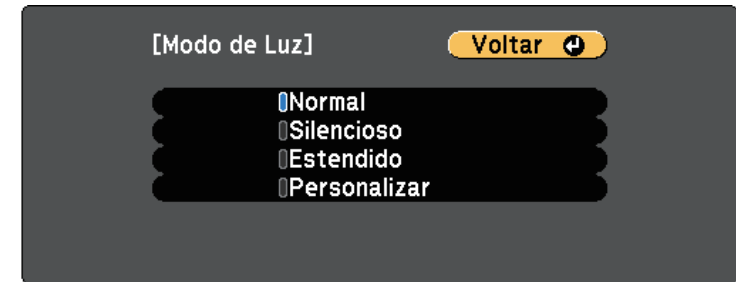 [Modo de Luz] Voltar
Normal
Silencioso
Estendido
Personalizar